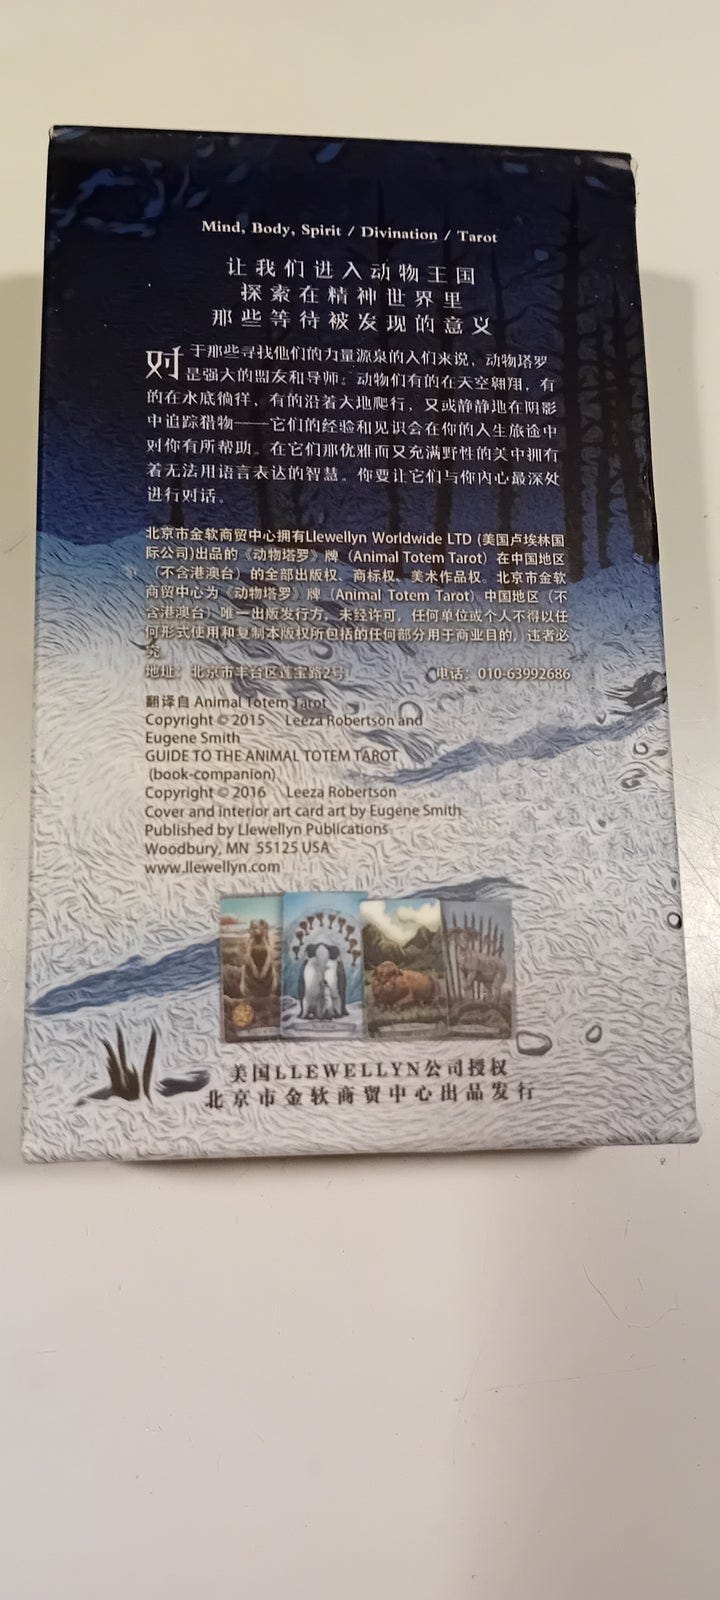 Mind, Body, Spirit / Divination / Tarot
让我们进入动物王国
探索在精神世界里
那些等待被发现的意义
对于那些寻找他们的力量源泉的人们来说，动物塔罗
是强大的盟友和导师。动物们有的在天空翱翔，有
的在水底徜徉，有的沿着大地爬行，又或静静地在阴影
中追踪猎物——它们的经验和见识会在你的人生旅途中
对你有所帮助。在它们那优雅而又充满野性的美中拥有
着无法用语言表达的智慧。你要让它们与你内心最深处
进行对话。
北京市金软商贸中心拥有Llewellyn Worldwide LTD (美国卢埃林国
际公司)出品的《动物塔罗》牌（Animal Totem Tarot）在中国地区
（不含港澳台）的全部出版权、商标权、美术作品权。北京市金软
商贸中心为《动物塔罗》牌（Animal Totem Tarot）中国地区（不
含港澳台）唯一出版发行方，未经许可，任何单位或个人不得以任
何形式使用和复制本版权所包括的任何部分用于商业目的，违者必
究
地址：北京市丰台区莲宝路2号 电话：010-63992686
翻译自 Animal Totem Tarot
Copyright © 2015 Leeza Robertson and
Eugene Smith
GUIDE TO THE ANIMAL TOTEM TAROT
(book-companion)
Copyright © 2016 Leeza Robertson
Cover and interior art card art by Eugene Smith
Published by Llewellyn Publications
Woodbury, MN 55125 USA
www.llewellyn.com
美国LLEWELLYN公司授权
北京市金软商贸中心出品发行